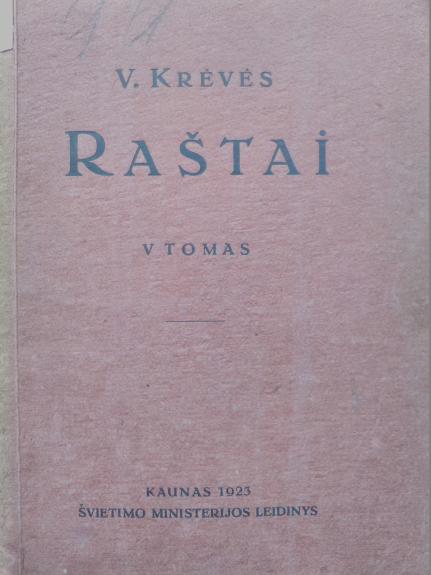 V. KRĖVĖS
RAŠTAI
V TOMAS
KAUNAS 1923
ŠVIETIMO MINISTERIJOS LEIDINYS